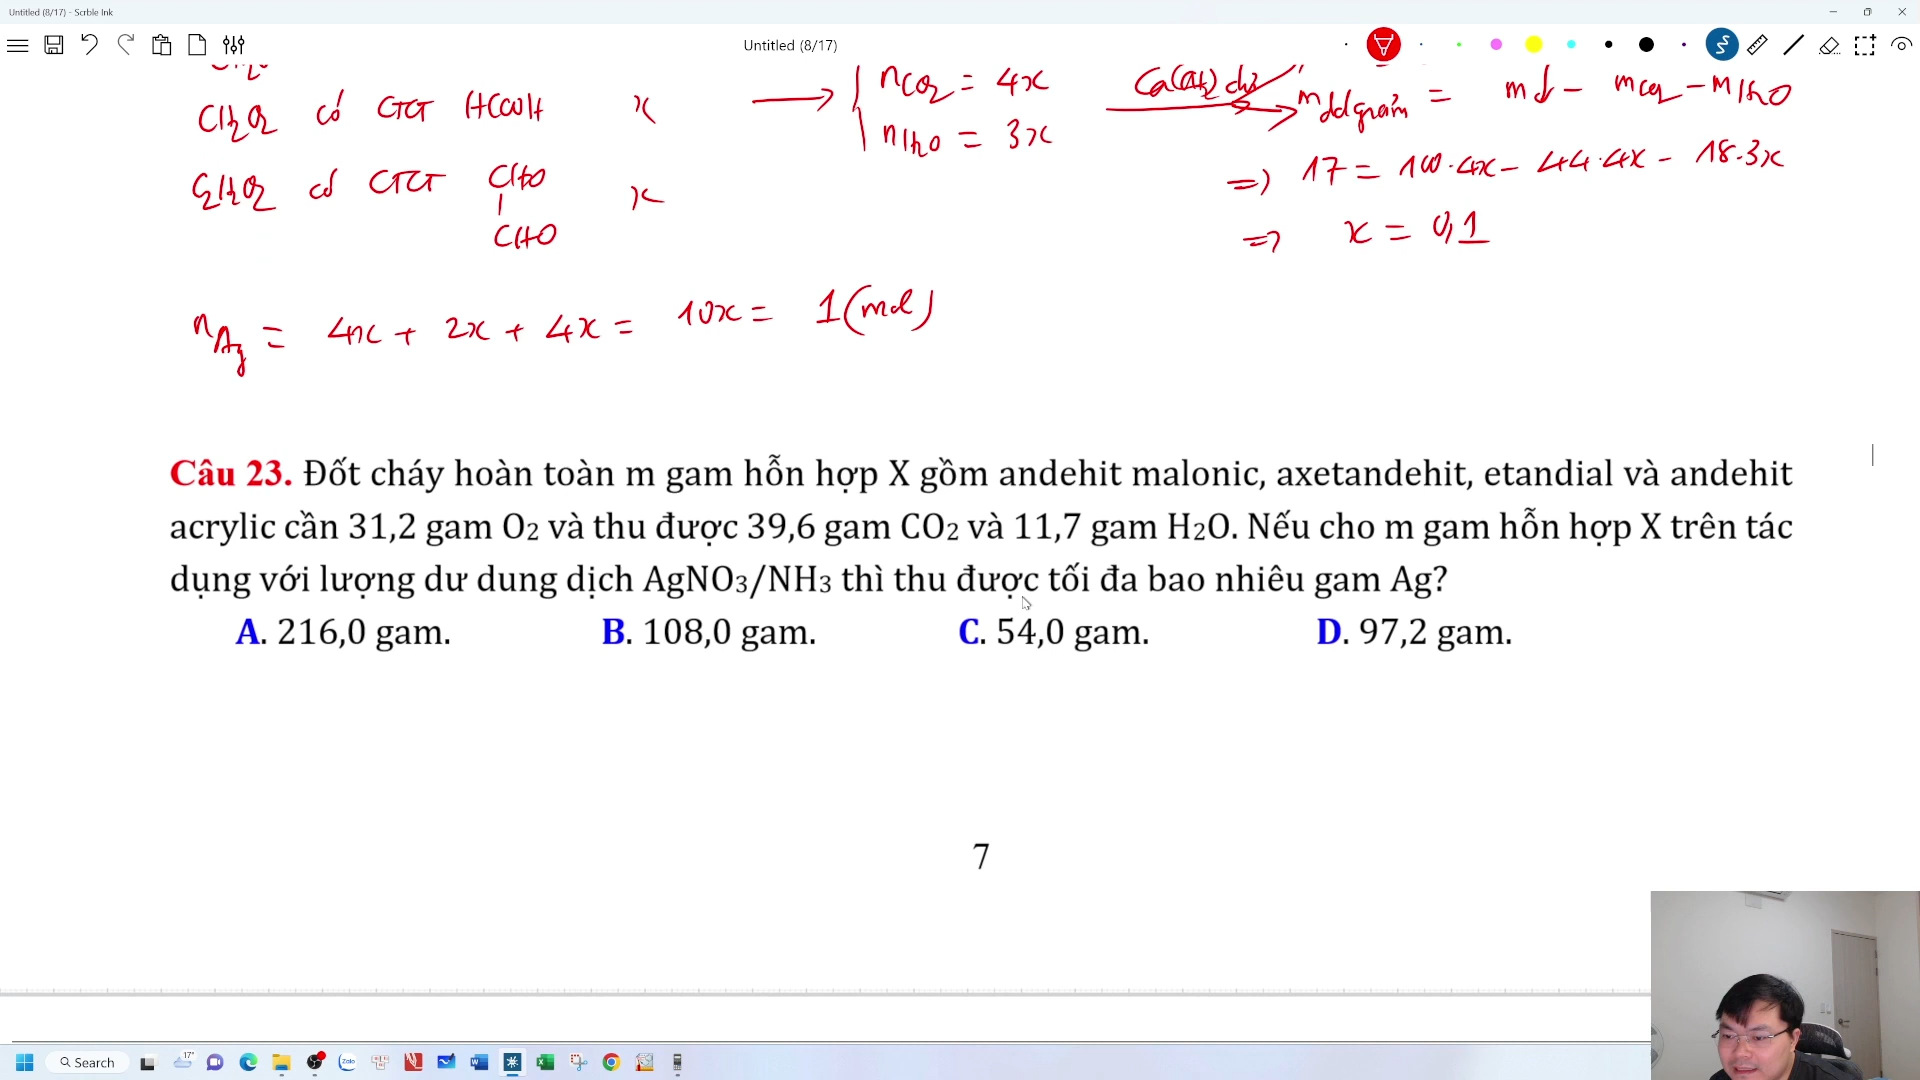 Untitled (8/17) - Scrble Ink
Untitled (8/17)
CH2O2 có CTCT HCOOH x
nCO2 = 4x
nH2O = 3x
Ca(OH)2 dư
mddgiảm = m↓ - mCO2 - mH2O
C2H2O2 có CTCT CHO x
CHO
=> 17 = 100.4x - 44.4x - 18.3x
=> x = 0,1
nAg = 4x + 2x + 4x = 10x = 1 (mol)
Câu 23. Đốt cháy hoàn toàn m gam hỗn hợp X gồm andehit malonic, axetandehit, etandial và andehit
acrylic cần 31,2 gam O2 và thu được 39,6 gam CO2 và 11,7 gam H2O. Nếu cho m gam hỗn hợp X trên tác
dụng với lượng dư dung dịch AgNO3/NH3 thì thu được tối đa bao nhiêu gam Ag?
A. 216,0 gam. B. 108,0 gam. C. 54,0 gam. D. 97,2 gam.
7
17°
Search
Zalo